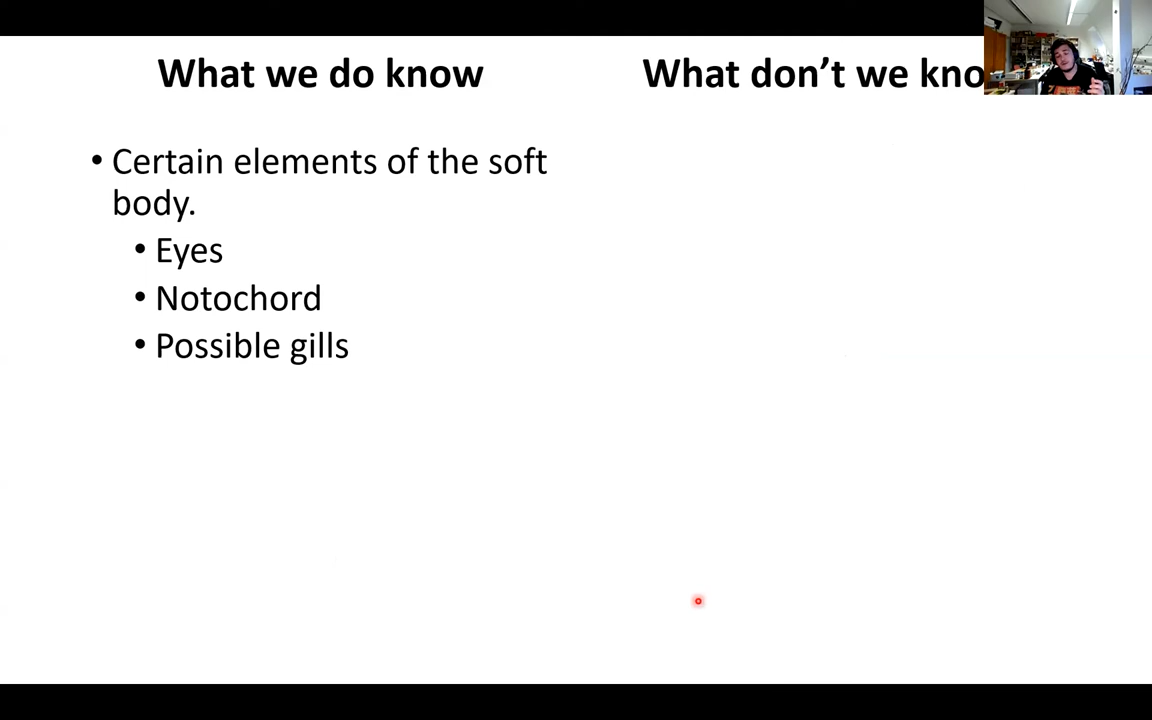 What we do know
What don't we kno
• Certain elements of the soft
body.
• Eyes
• Notochord
• Possible gills